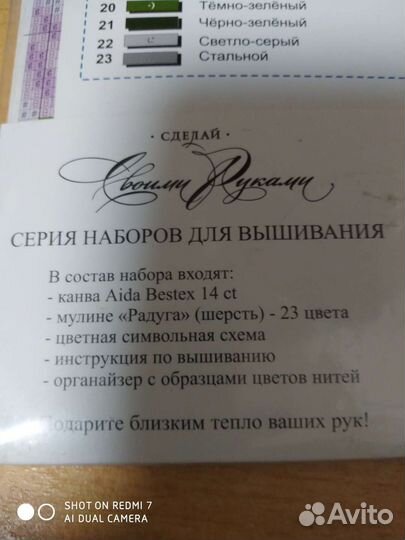 20 Тёмно-зелёный
21 Чёрно-зелёный
22 Светло-серый
23 Стальной
· СДЕЛАЙ ·
Своими Руками
СЕРИЯ НАБОРОВ ДЛЯ ВЫШИВАНИЯ
В состав набора входят:
- канва Aida Bestex 14 ct
- мулине «Радуга» (шерсть) - 23 цвета
- цветная символьная схема
- инструкция по вышиванию
- органайзер с образцами цветов нитей
Подарите близким тепло ваших рук!
SHOT ON REDMI 7
AI DUAL CAMERA
Avito